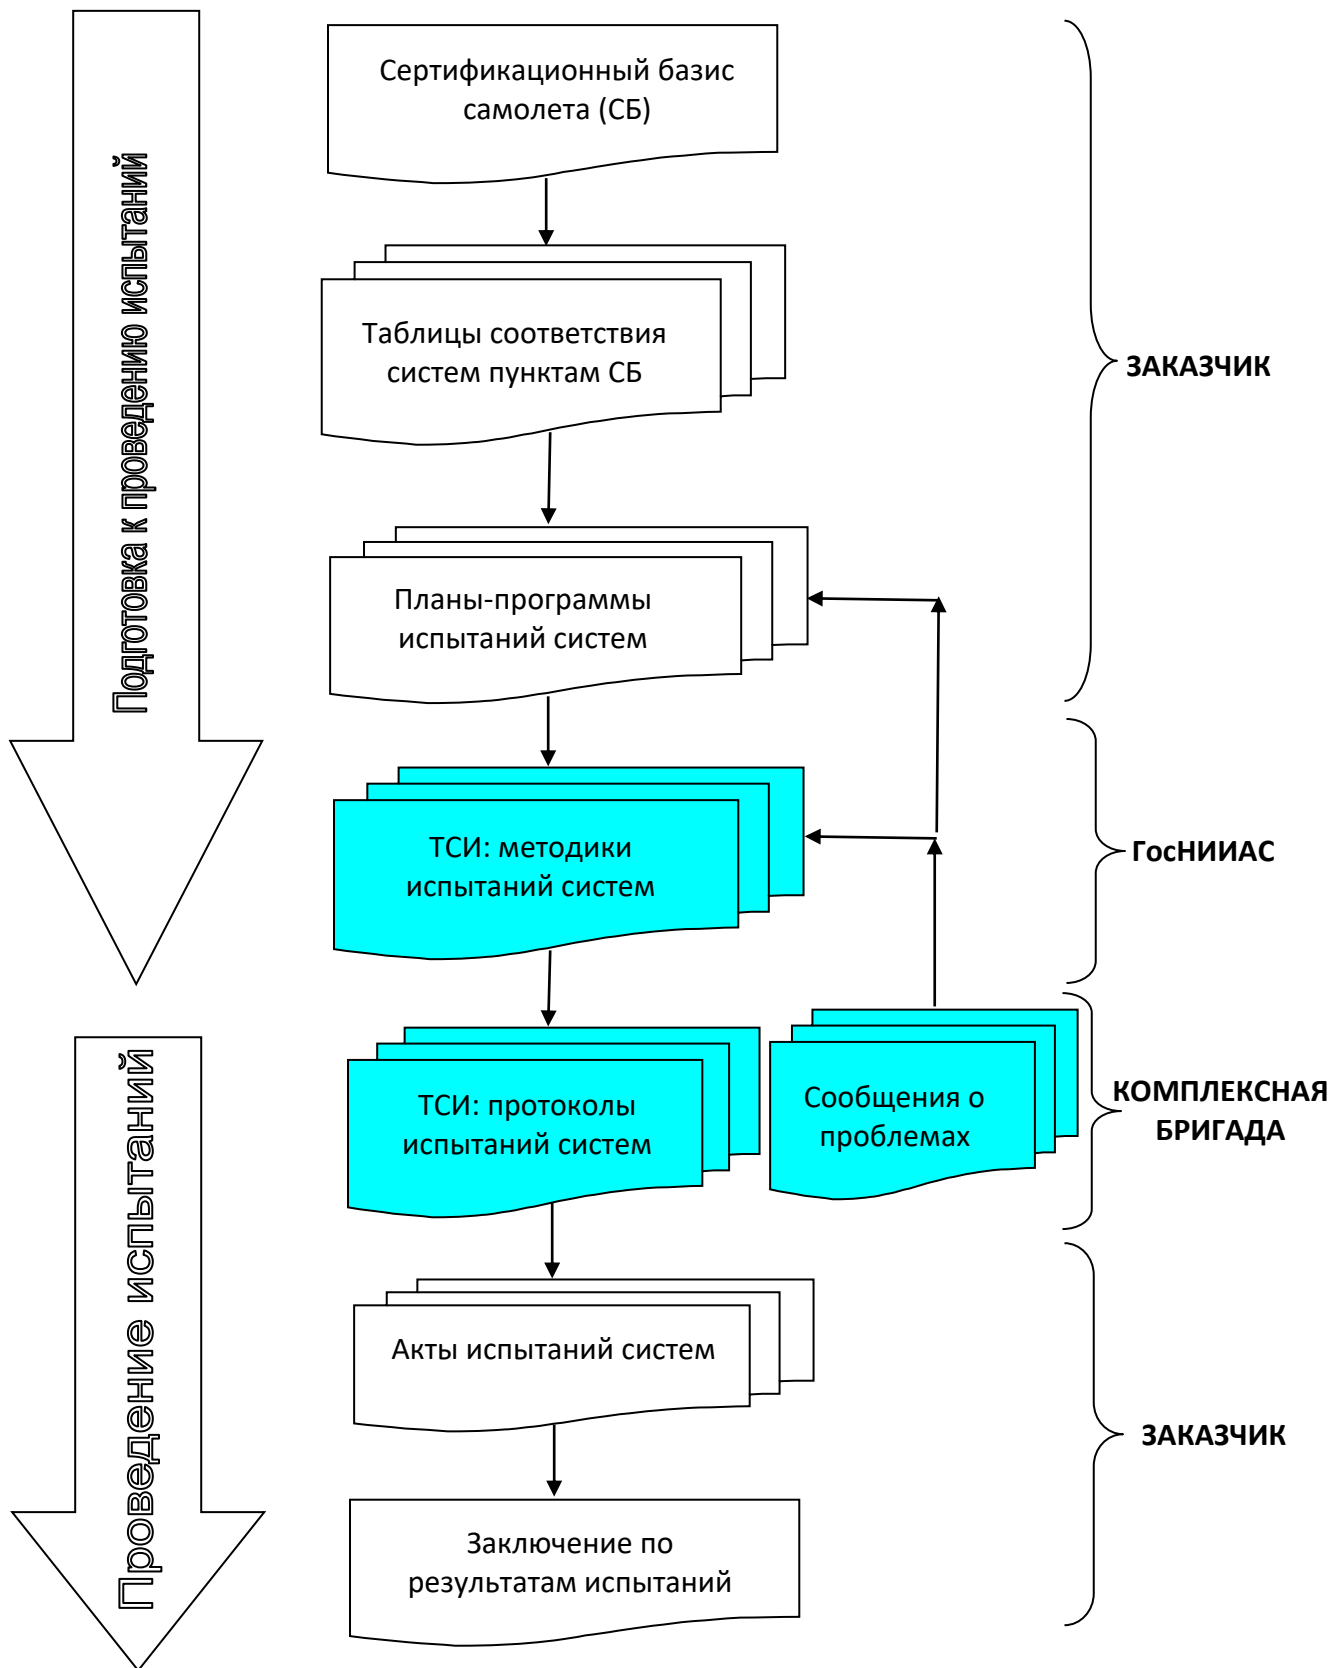 Подготовка к проведению испытаний
Сертификационный базис
самолета (СБ)
Таблицы соответствия
систем пунктам СБ
ЗАКАЗЧИК
Планы-программы
испытаний систем
ТСИ: методики
испытаний систем
ГосНИИАС
Проведение испытаний
ТСИ: протоколы
испытаний систем
Сообщения о
проблемах
КОМПЛЕКСНАЯ
БРИГАДА
Акты испытаний систем
ЗАКАЗЧИК
Заключение по
результатам испытаний